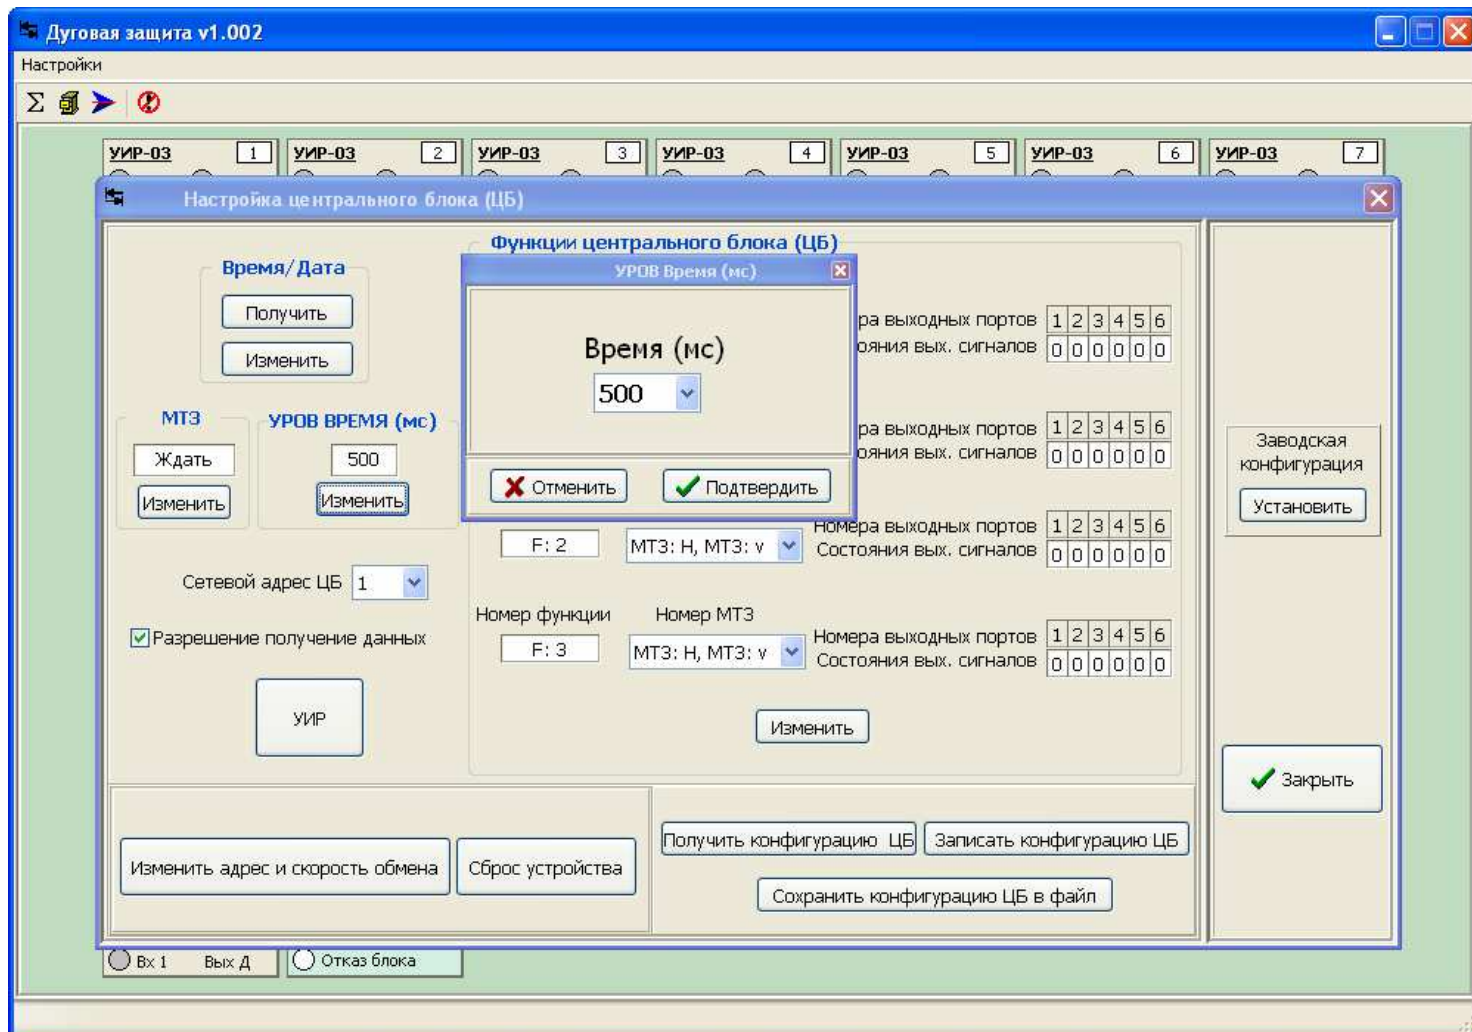 Дуговая защита v1.002
Настройки
УИР-03 1 УИР-03 2 УИР-03 3 УИР-03 4 УИР-03 5 УИР-03 6 УИР-03 7
Настройка центрального блока (ЦБ)
Функции центрального блока (ЦБ)
Время/Дата
Получить
Изменить
МТЗ
Ждать
Изменить
УРОВ ВРЕМЯ (мс)
500
Изменить
Сетевой адрес ЦБ 1
Разрешение получение данных
УИР
УРОВ Время (мс)
Время (мс)
500
Отменить
Подтвердить
ра выходных портов 1 2 3 4 5 6
ояния вых. сигналов 0 0 0 0 0 0
ра выходных портов 1 2 3 4 5 6
ояния вых. сигналов 0 0 0 0 0 0
F: 2 МТЗ: Н, МТЗ: v
Номера выходных портов 1 2 3 4 5 6
Состояния вых. сигналов 0 0 0 0 0 0
Номер функции Номер МТЗ
F: 3 МТЗ: Н, МТЗ: v
Номера выходных портов 1 2 3 4 5 6
Состояния вых. сигналов 0 0 0 0 0 0
Изменить
Заводская
конфигурация
Установить
Закрыть
Изменить адрес и скорость обмена
Сброс устройства
Получить конфигурацию ЦБ
Записать конфигурацию ЦБ
Сохранить конфигурацию ЦБ в файл
Вх 1 Вых Д
Отказ блока